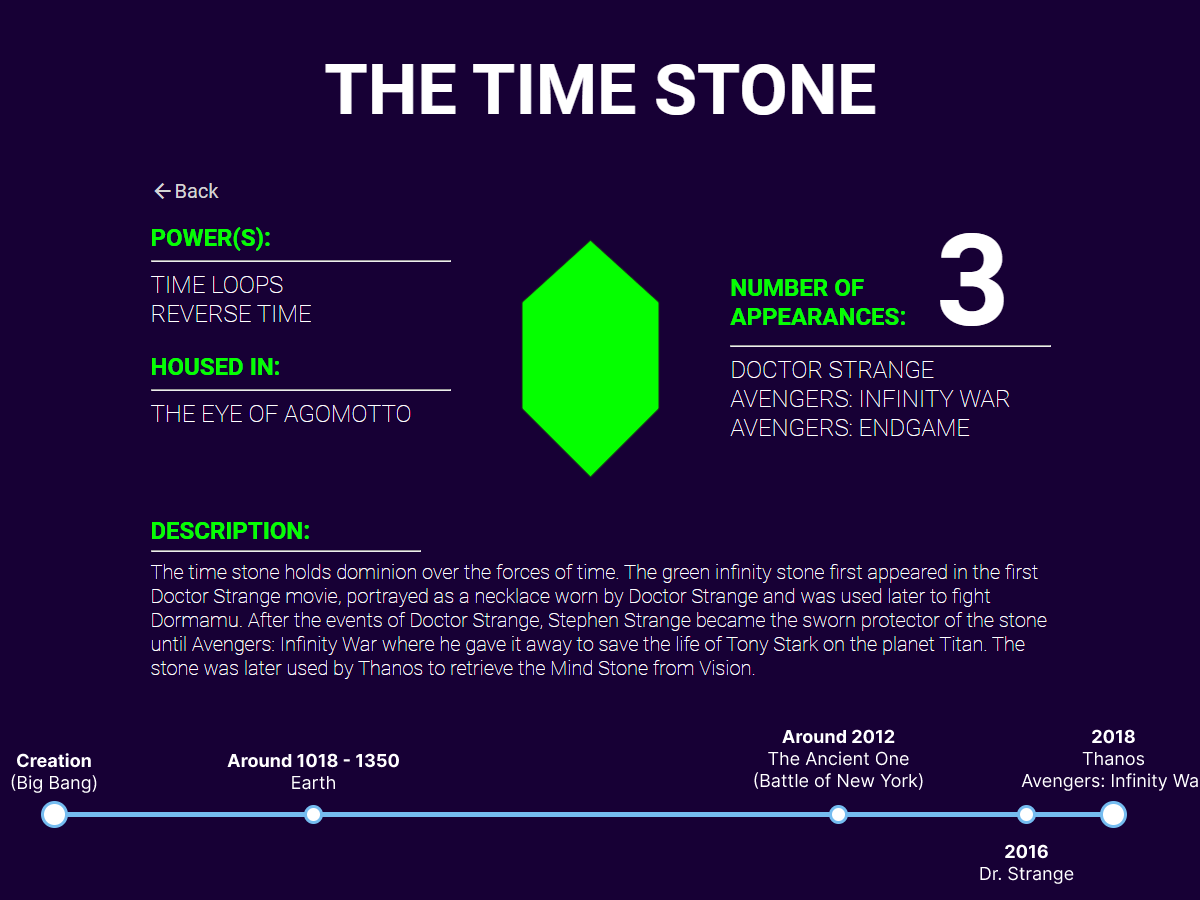 THE TIME STONE
Back
POWER(S):
TIME LOOPS
REVERSE TIME
HOUSED IN:
THE EYE OF AGOMOTTO
NUMBER OF
APPEARANCES:
3
DOCTOR STRANGE
AVENGERS: INFINITY WAR
AVENGERS: ENDGAME
DESCRIPTION:
The time stone holds dominion over the forces of time. The green infinity stone first appeared in the first
Doctor Strange movie, portrayed as a necklace worn by Doctor Strange and was used later to fight
Dormamu. After the events of Doctor Strange, Stephen Strange became the sworn protector of the stone
until Avengers: Infinity War where he gave it away to save the life of Tony Stark on the planet Titan. The
stone was later used by Thanos to retrieve the Mind Stone from Vision.
Creation
(Big Bang)
Around 1018 - 1350
Earth
Around 2012
The Ancient One
(Battle of New York)
2016
Dr. Strange
2018
Thanos
Avengers: Infinity Wa